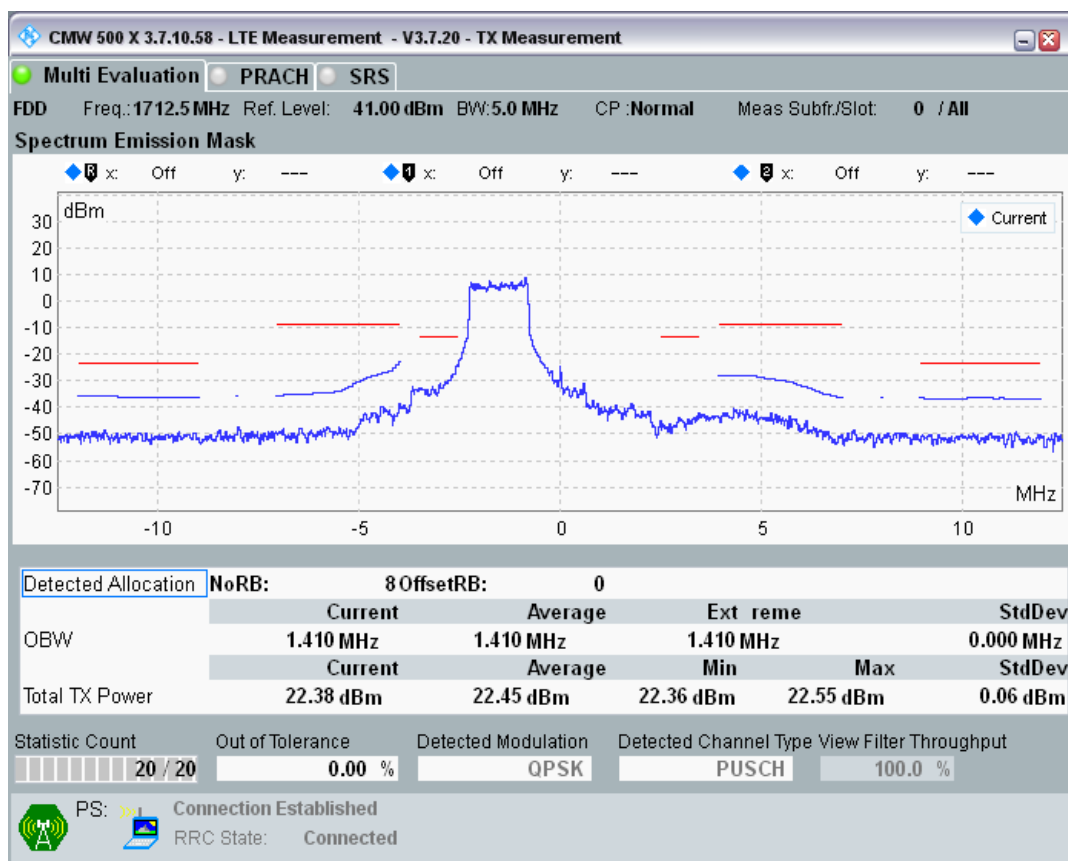 CMW 500 X 3.7.10.58 - LTE Measurement - V3.7.20 - TX Measurement
Multi Evaluation PRACH SRS
FDD Freq.: 1712.5 MHz Ref. Level: 41.00 dBm BW: 5.0 MHz CP : Normal Meas Subfr./Slot: 0 / All
Spectrum Emission Mask
R x: Off y: --- 1 x: Off y: --- 2 x: Off y: ---
dBm
Current
30
20
10
0
-10
-20
-30
-40
-50
-60
-70
MHz
-10 -5 0 5 10
Detected Allocation NoRB: 8 OffsetRB: 0
Current Average Ext reme StdDev
OBW 1.410 MHz 1.410 MHz 1.410 MHz 0.000 MHz
Current Average Min Max StdDev
Total TX Power 22.38 dBm 22.45 dBm 22.36 dBm 22.55 dBm 0.06 dBm
Statistic Count Out of Tolerance Detected Modulation Detected Channel Type View Filter Throughput
20 / 20 0.00 % QPSK PUSCH 100.0 %
PS: Connection Established
RRC State: Connected